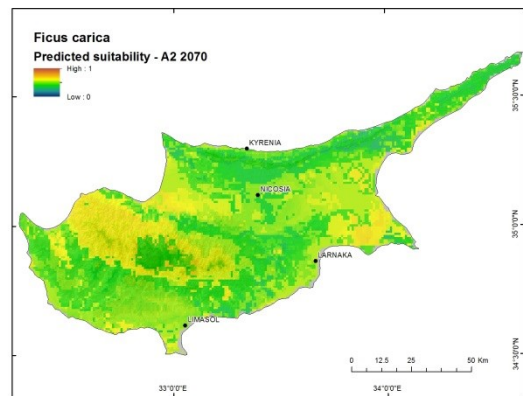 Ficus carica
Predicted suitability - A2 2070
High : 1
Low : 0
35°30'0"N
KYRENIA
NICOSIA
35°0'0"N
LARNAKA
LIMASOL
34°30'0"N
0 12.5 25 50 Km
33°0'0"E
34°0'0"E